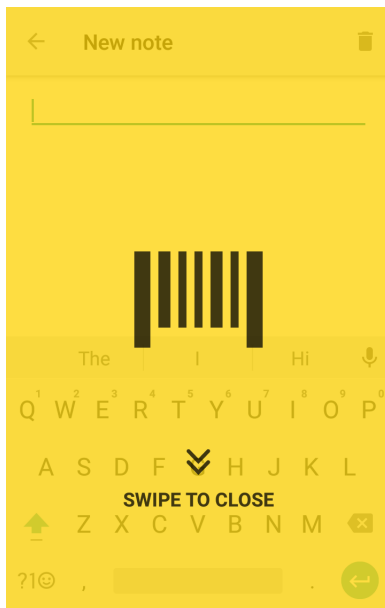 New note
The I Hi
1 2 3 4 5 6 7 8 9 0
Q W E R T Y U I O P
A S D F G H J K L
SWIPE TO CLOSE
Z X C V B N M
?1☺ , .